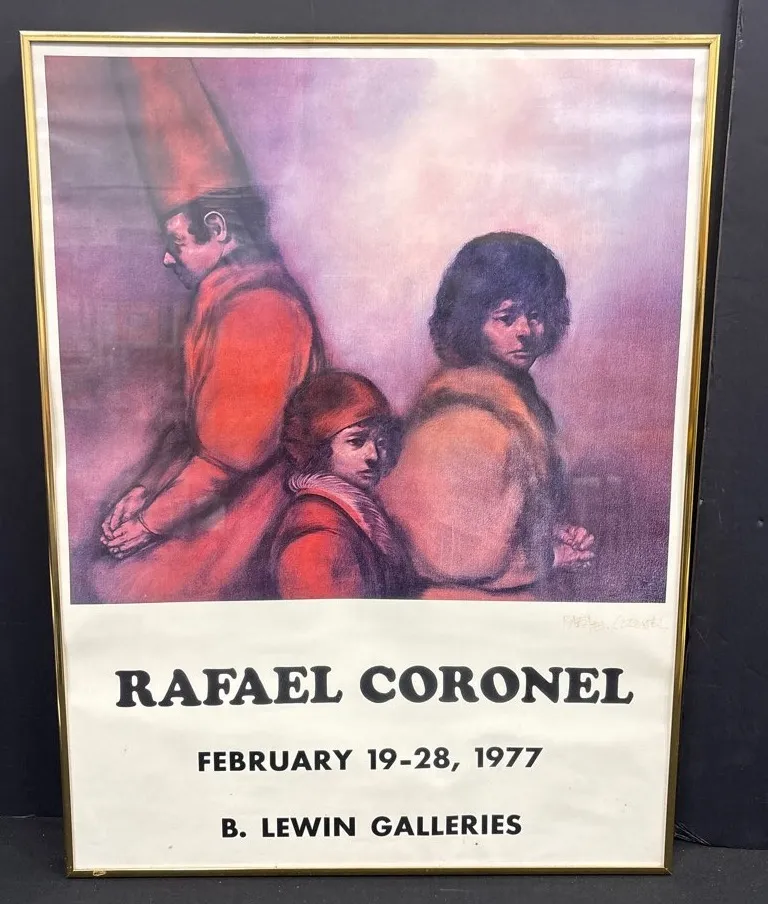 RAFAEL CORONEL
FEBRUARY 19-28, 1977
B. LEWIN GALLERIES